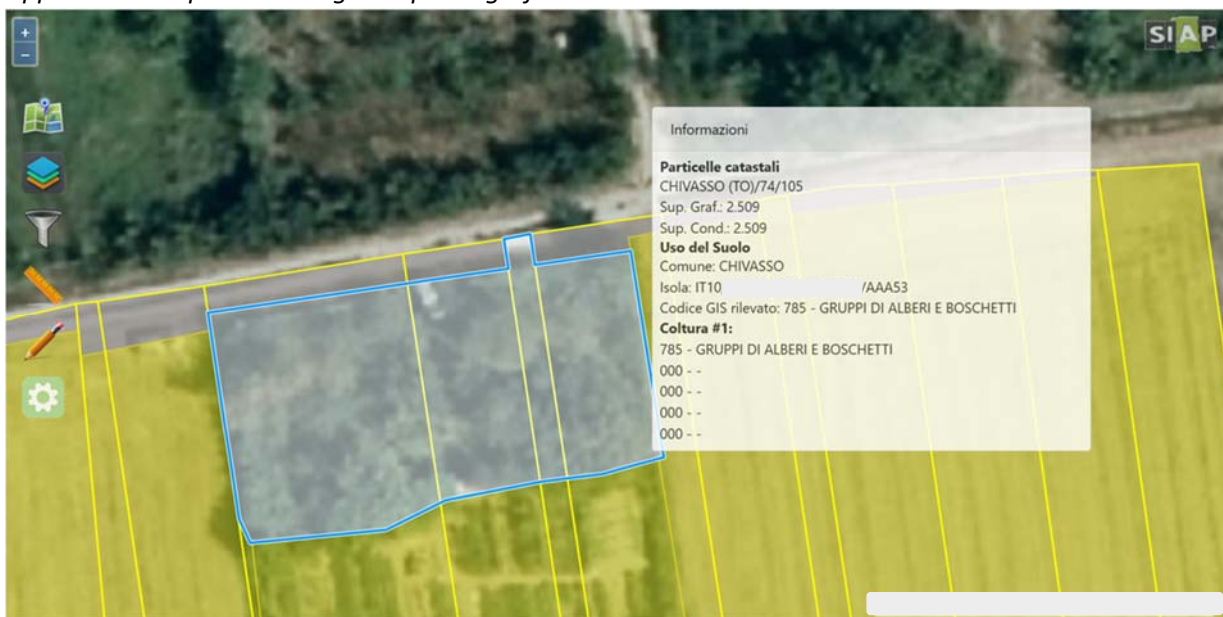 +
-
SIAP
Informazioni
Particelle catastali
CHIVASSO (TO)/74/105
Sup. Graf.: 2.509
Sup. Cond.: 2.509
Uso del Suolo
Comune: CHIVASSO
Isola: IT10 /AAA53
Codice GIS rilevato: 785 - GRUPPI DI ALBERI E BOSCHETTI
Coltura #1:
785 - GRUPPI DI ALBERI E BOSCHETTI
000 - -
000 - -
000 - -
000 - -